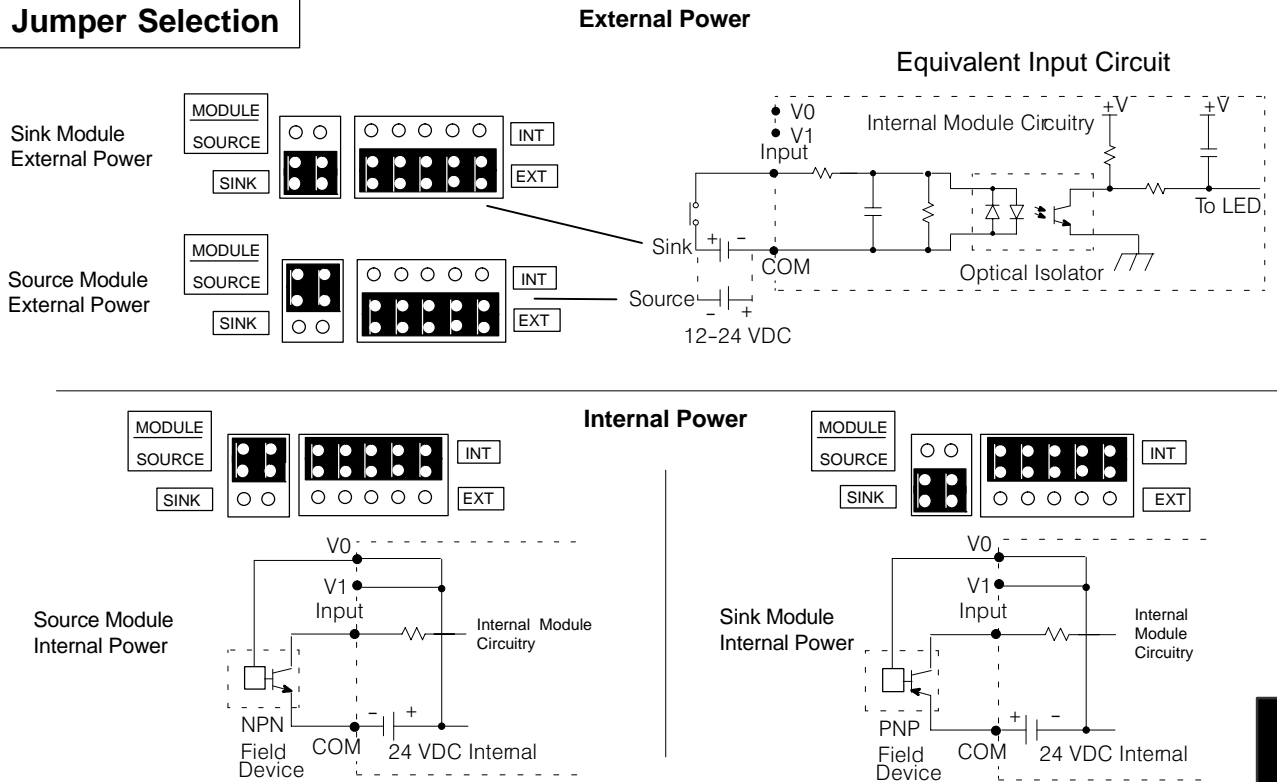 Jumper Selection
External Power
Equivalent Input Circuit
Sink Module
External Power
MODULE
SOURCE
SINK
INT
EXT
V0
V1
Input
Internal Module Circuitry
+V
+V
To LED
Sink
+ −
COM
Optical Isolator
Source Module
External Power
MODULE
SOURCE
SINK
INT
EXT
Source
− +
12-24 VDC
Internal Power
MODULE
SOURCE
SINK
INT
EXT
V0
V1
Input
Source Module
Internal Power
Internal Module
Circuitry
− +
NPN
Field
Device
COM
24 VDC Internal
MODULE
SOURCE
SINK
INT
EXT
V0
V1
Input
Sink Module
Internal Power
Internal
Module
Circuitry
+ −
PNP
Field
Device
COM
24 VDC Internal